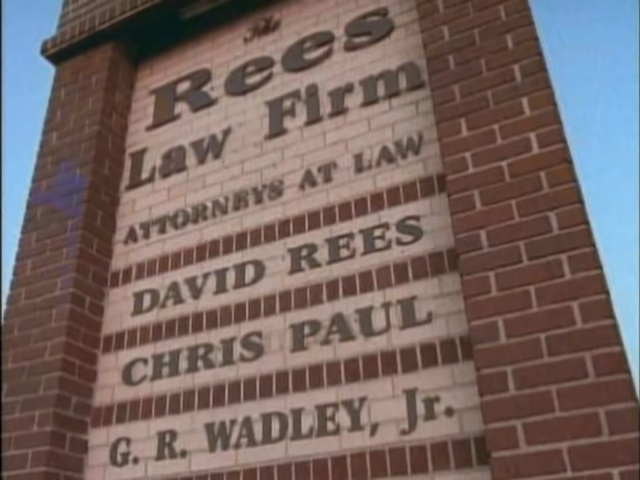 The
Rees
Law Firm
ATTORNEYS AT LAW
DAVID REES
CHRIS PAUL
G. R. WADLEY, Jr.